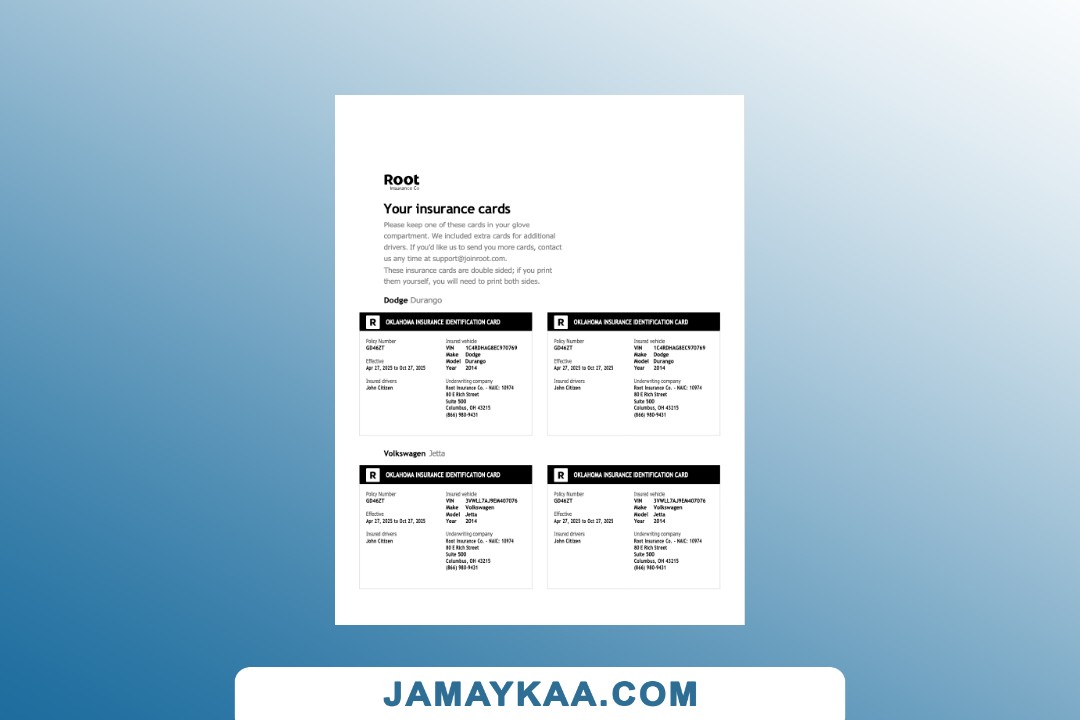 Root
Insurance Co
Your insurance cards
Please keep one of these cards in your glove
compartment. We included extra cards for additional
drivers. If you'd like us to send you more cards, contact
us any time at support@joinroot.com.
These insurance cards are double sided; if you print
them yourself, you will need to print both sides.
Dodge Durango
R OKLAHOMA INSURANCE IDENTIFICATION CARD
Policy Number
GD46ZT
Effective
Apr 27, 2025 to Oct 27, 2025
Insured drivers
John Citizen
Insured vehicle
VIN 1C4RDHAG8EC970769
Make Dodge
Model Durango
Year 2014
Underwriting company
Root Insurance Co. - NAIC: 10974
80 E Rich Street
Suite 500
Columbus, OH 43215
(866) 980-9431
R OKLAHOMA INSURANCE IDENTIFICATION CARD
Policy Number
GD46ZT
Effective
Apr 27, 2025 to Oct 27, 2025
Insured drivers
John Citizen
Insured vehicle
VIN 1C4RDHAG8EC970769
Make Dodge
Model Durango
Year 2014
Underwriting company
Root Insurance Co. - NAIC: 10974
80 E Rich Street
Suite 500
Columbus, OH 43215
(866) 980-9431
Volkswagen Jetta
R OKLAHOMA INSURANCE IDENTIFICATION CARD
Policy Number
GD46ZT
Effective
Apr 27, 2025 to Oct 27, 2025
Insured drivers
John Citizen
Insured vehicle
VIN 3VWLL7AJ9EM407076
Make Volkswagen
Model Jetta
Year 2014
Underwriting company
Root Insurance Co. - NAIC: 10974
80 E Rich Street
Suite 500
Columbus, OH 43215
(866) 980-9431
R OKLAHOMA INSURANCE IDENTIFICATION CARD
Policy Number
GD46ZT
Effective
Apr 27, 2025 to Oct 27, 2025
Insured drivers
John Citizen
Insured vehicle
VIN 3VWLL7AJ9EM407076
Make Volkswagen
Model Jetta
Year 2014
Underwriting company
Root Insurance Co. - NAIC: 10974
80 E Rich Street
Suite 500
Columbus, OH 43215
(866) 980-9431
JAMAYKAA.COM